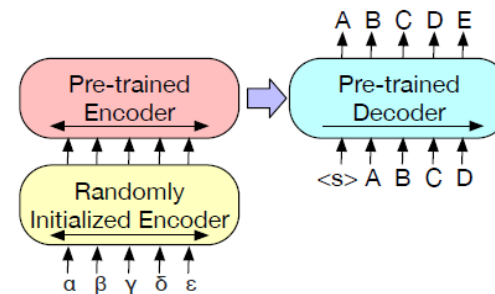 A B C D E
Pre-trained
Encoder
Pre-trained
Decoder
<s> A B C D
Randomly
Initialized Encoder
α β γ δ ε